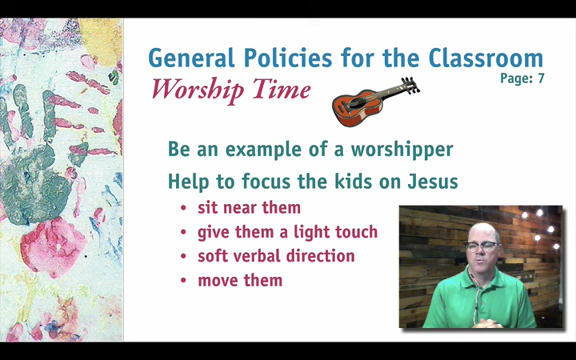 General Policies for the Classroom
Page: 7
Worship Time
Be an example of a worshipper
Help to focus the kids on Jesus
• sit near them
• give them a light touch
• soft verbal direction
• move them